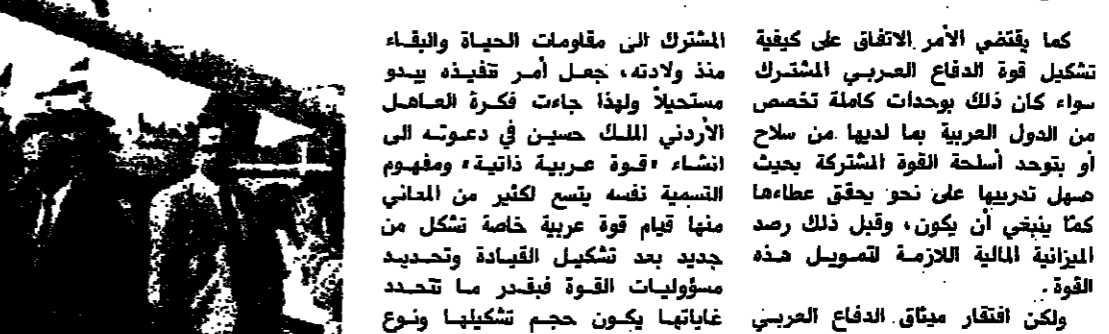 كما يقتضي الأمر الاتفاق على كيفية
تشكيل قوة الدفاع العربي المشترك
سواء كان ذلك بوحدات كاملة تخصص
من الدول العربية بما لديها من سلاح
أو بتوحد أسلحة القوة المشتركة بحيث
صهل تدريبها على نحو يحقق عطاءها
كما ينبغي أن يكون، وقبل ذلك رصد
الميزانية المالية اللازمة لتمويل هذه
القوة.
ولكن افتقار ميثاق الدفاع العربي
المشترك الى مقاومات الحياة والبقاء
منذ ولادته، جعل أمر تنفيذه يبدو
مستحيلاً ولهذا جاءت فكرة العاهل
الأردني الملك حسين في دعوته الى
انشاء «قوة عربية ذاتية» ومفهوم
التسمية نفسه يتسع لكثير من المعاني
منها قيام قوة عربية خاصة تشكل من
جديد بعد تشكيل القيادة وتحديد
مسؤوليات القوة فبقدر ما تتحدد
غاياتها يكون حجم تشكيلها ونوع